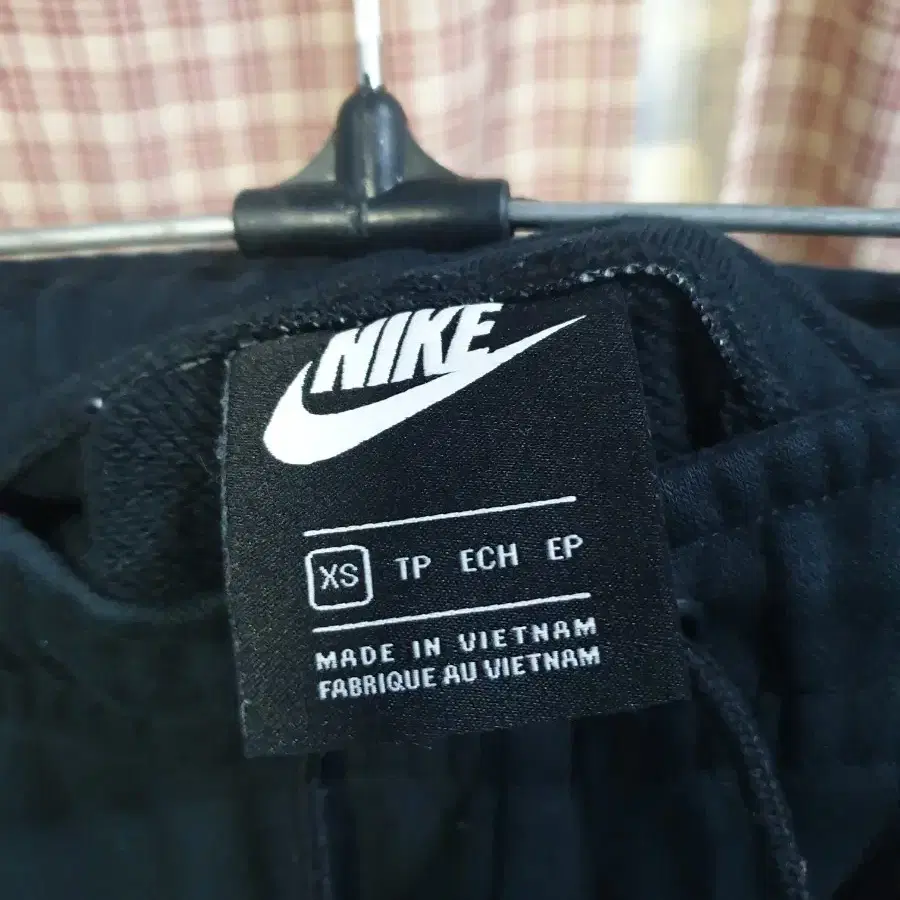 NIKE
XS TP ECH EP
MADE IN VIETNAM
FABRIQUE AU VIETNAM